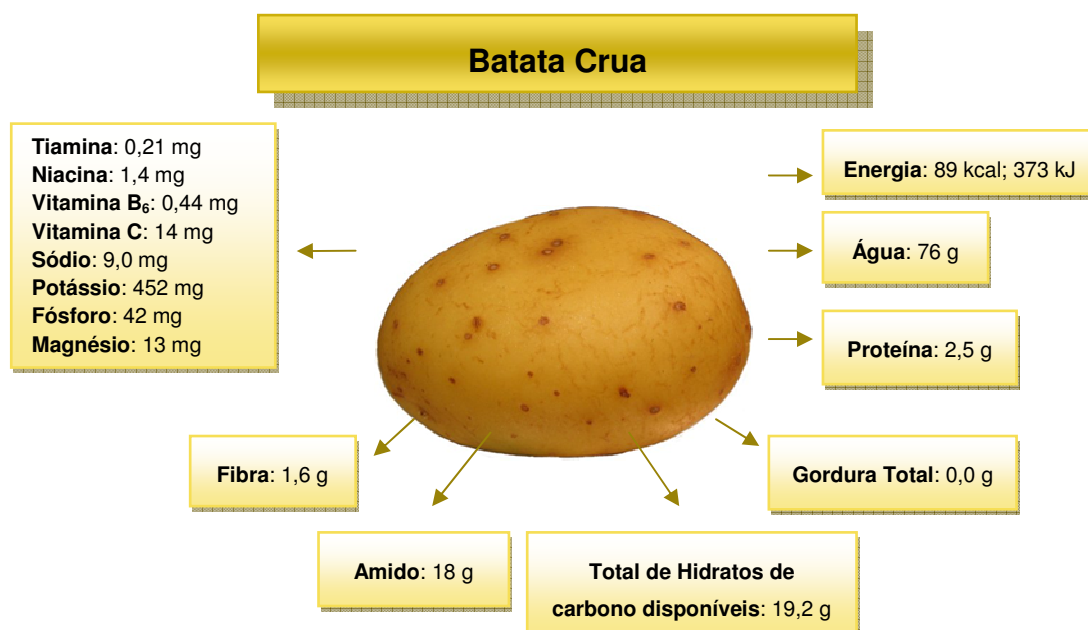 Batata Crua
Tiamina: 0,21 mg
Niacina: 1,4 mg
Vitamina B₆: 0,44 mg
Vitamina C: 14 mg
Sódio: 9,0 mg
Potássio: 452 mg
Fósforo: 42 mg
Magnésio: 13 mg
Energia: 89 kcal; 373 kJ
Água: 76 g
Proteína: 2,5 g
Fibra: 1,6 g
Gordura Total: 0,0 g
Amido: 18 g
Total de Hidratos de
carbono disponíveis: 19,2 g